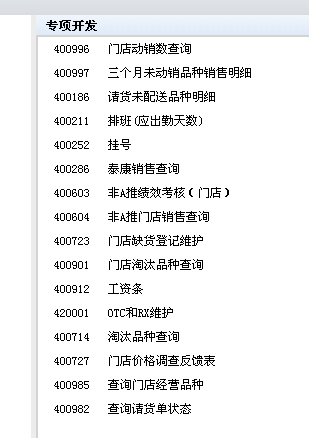 专项开发
400996 门店动销数查询
400997 三个月未动销品种销售明细
400186 请货未配送品种明细
400211 排班(应出勤天数)
400252 挂号
400286 泰康销售查询
400603 非A推绩效考核（门店）
400604 非A推门店销售查询
400723 门店缺货登记维护
400901 门店淘汰品种查询
400912 工资条
420001 OTC和RX维护
400714 淘汰品种查询
400727 门店价格调查反馈表
400985 查询门店经营品种
400982 查询请货单状态